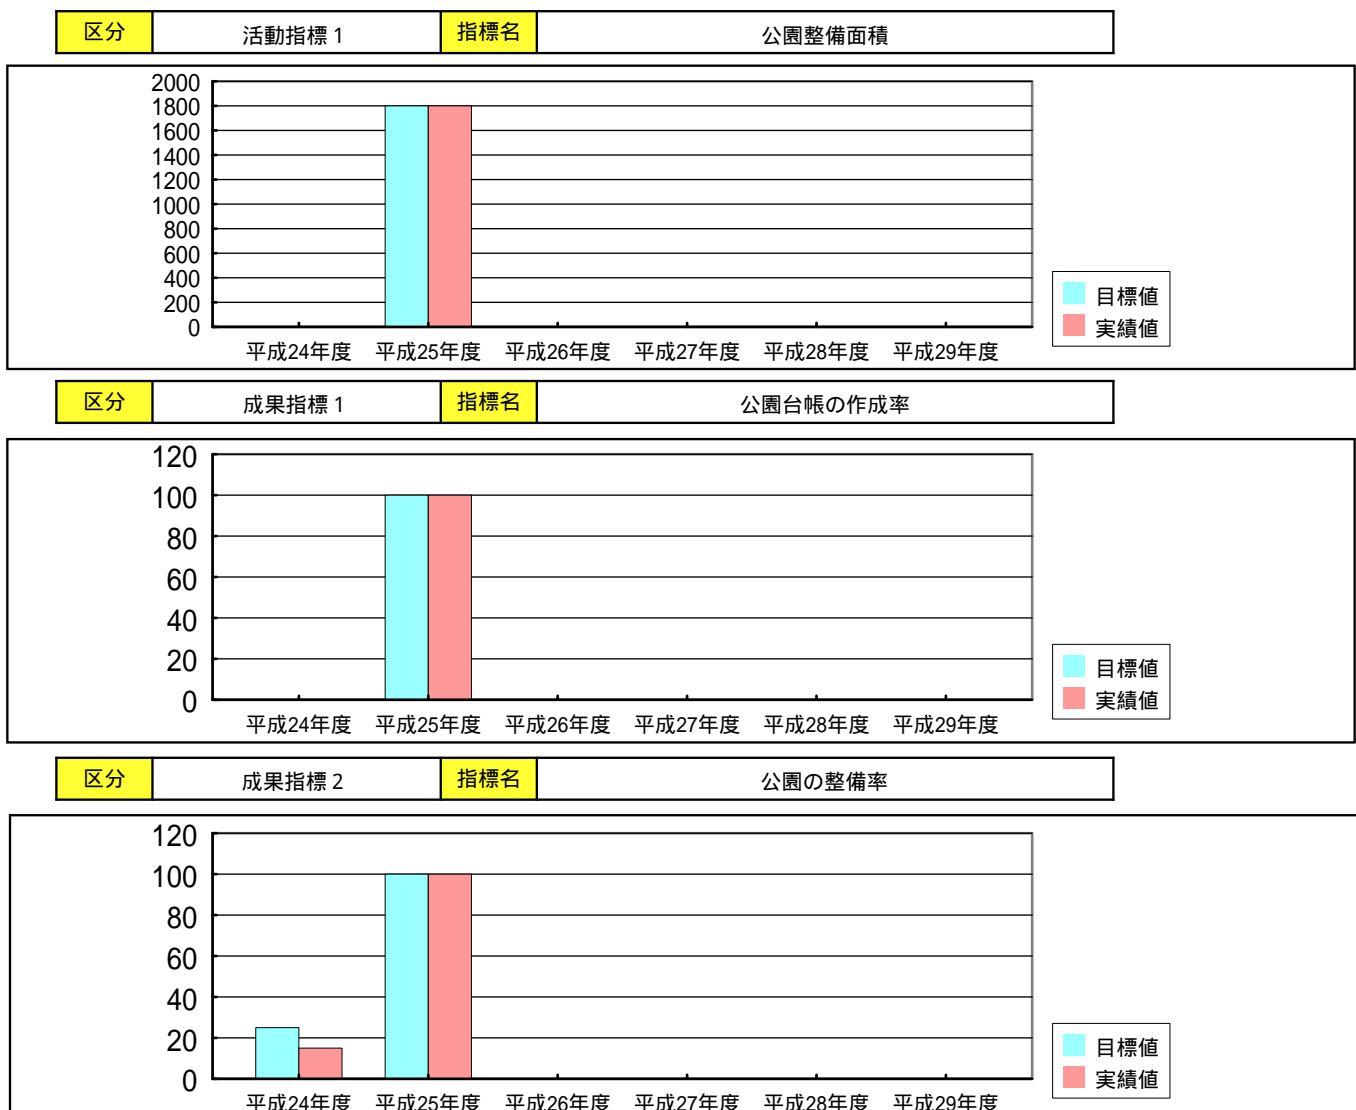 区分 活動指標１ 指標名 公園整備面積
2000
1800
1600
1400
1200
1000
800
600
400
200
0
平成24年度 平成25年度 平成26年度 平成27年度 平成28年度 平成29年度
目標値
実績値
区分 成果指標１ 指標名 公園台帳の作成率
120
100
80
60
40
20
0
平成24年度 平成25年度 平成26年度 平成27年度 平成28年度 平成29年度
目標値
実績値
区分 成果指標２ 指標名 公園の整備率
120
100
80
60
40
20
0
平成24年度 平成25年度 平成26年度 平成27年度 平成28年度 平成29年度
目標値
実績値